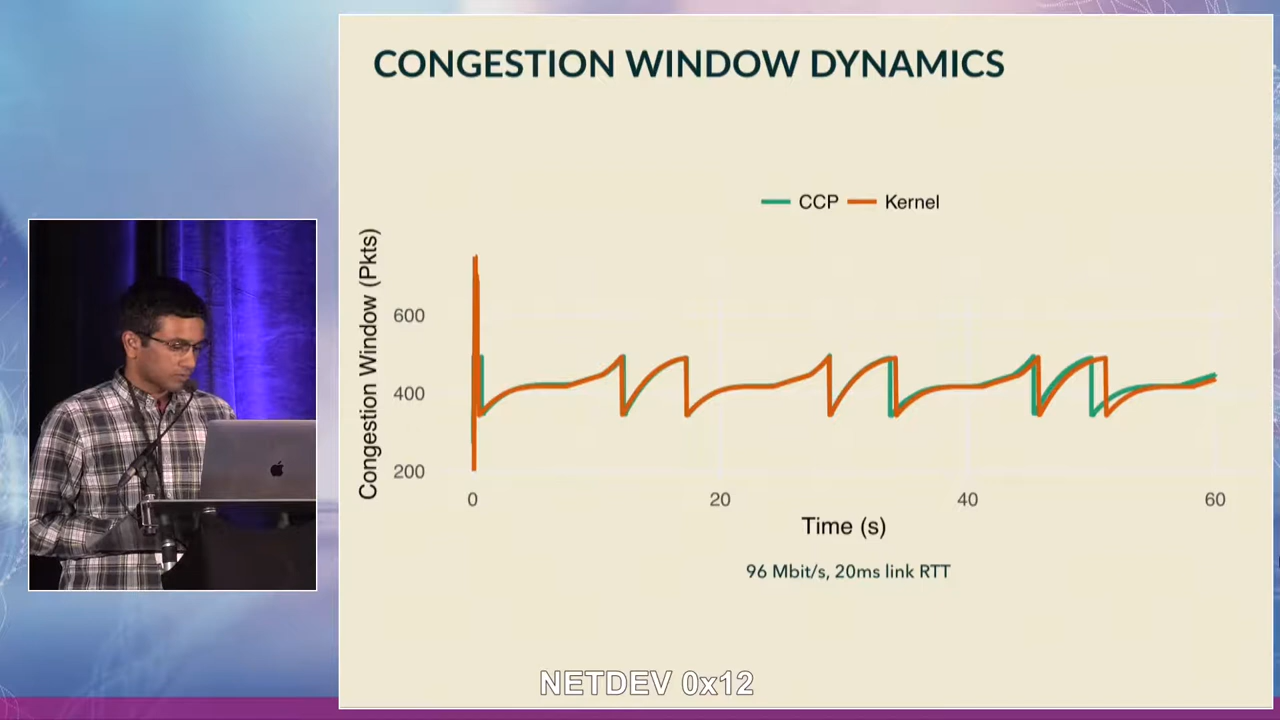 CONGESTION WINDOW DYNAMICS
CCP Kernel
Congestion Window (Pkts)
600
400
200
0 20 40 60
Time (s)
96 Mbit/s, 20ms link RTT
NETDEV 0x12